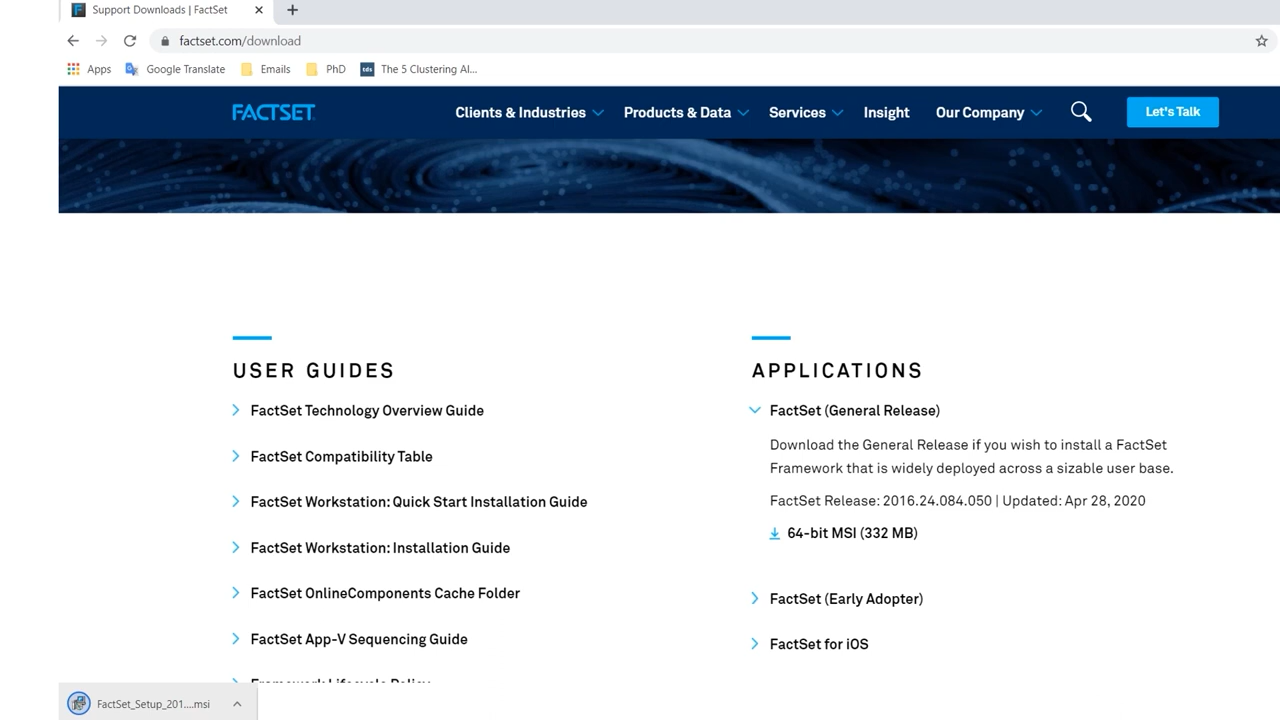 Support Downloads | FactSet
factset.com/download
Apps Google Translate Emails PhD tds The 5 Clustering Al...
FACTSET Clients & Industries Products & Data Services Insight Our Company Let's Talk
USER GUIDES
FactSet Technology Overview Guide
FactSet Compatibility Table
FactSet Workstation: Quick Start Installation Guide
FactSet Workstation: Installation Guide
FactSet OnlineComponents Cache Folder
FactSet App-V Sequencing Guide
Framework Lifecycle Policy
APPLICATIONS
FactSet (General Release)
Download the General Release if you wish to install a FactSet
Framework that is widely deployed across a sizable user base.
FactSet Release: 2016.24.084.050 | Updated: Apr 28, 2020
64-bit MSI (332 MB)
FactSet (Early Adopter)
FactSet for iOS
FactSet_Setup_201....msi